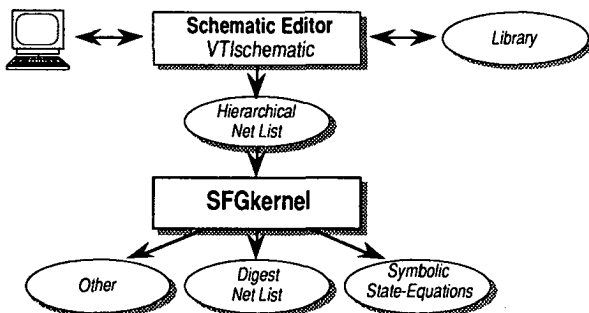 Schematic Editor
VTIschematic
Library
Hierarchical
Net List
SFGkernel
Other
Digest
Net List
Symbolic
State-Equations